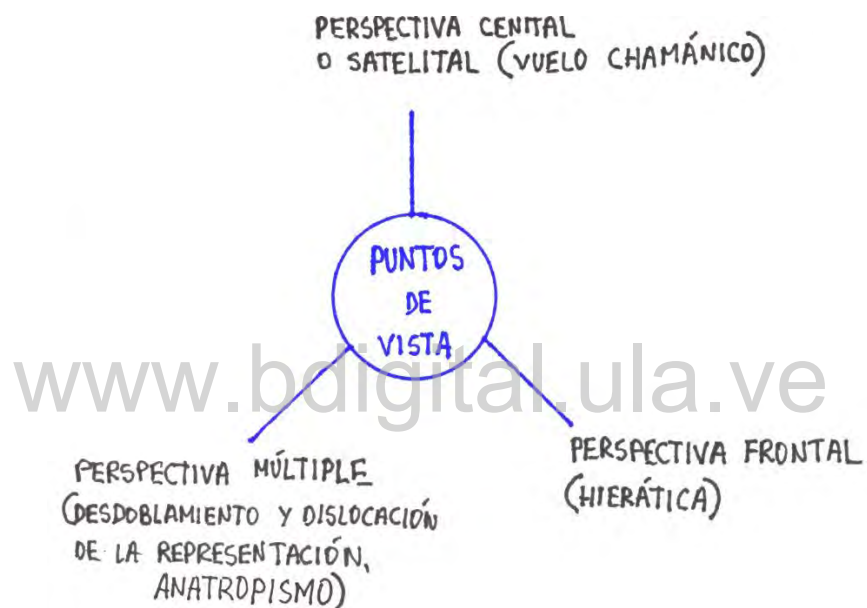 PERSPECTIVA CENITAL
O SATELITAL (VUELO CHAMÁNICO)
PUNTOS
DE
VISTA
www.bdigital.ula.ve
PERSPECTIVA MÚLTIPLE
(DESDOBLAMIENTO Y DISLOCACIÓN
DE LA REPRESENTACIÓN,
ANATROPISMO)
PERSPECTIVA FRONTAL
(HIERÁTICA)